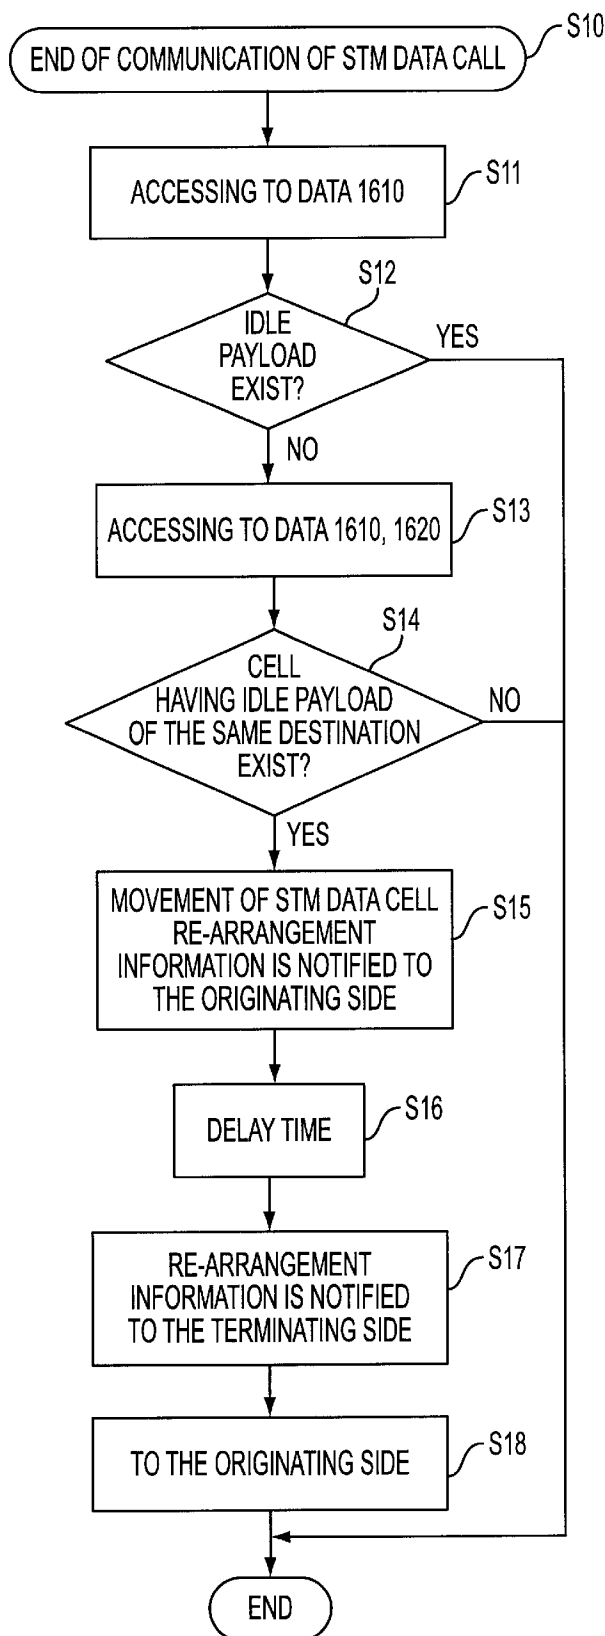 S10
END OF COMMUNICATION OF STM DATA CALL
S11
ACCESSING TO DATA 1610
S12
IDLE
PAYLOAD
EXIST?
YES
NO
S13
ACCESSING TO DATA 1610, 1620
S14
CELL
HAVING IDLE PAYLOAD
OF THE SAME DESTINATION
EXIST?
NO
YES
S15
MOVEMENT OF STM DATA CELL
RE-ARRANGEMENT
INFORMATION IS NOTIFIED TO
THE ORIGINATING SIDE
S16
DELAY TIME
S17
RE-ARRANGEMENT
INFORMATION IS NOTIFIED
TO THE TERMINATING SIDE
S18
TO THE ORIGINATING SIDE
END